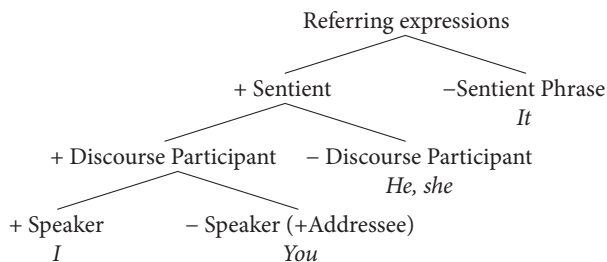 Referring expressions
+ Sentient −Sentient Phrase
It
+ Discourse Participant − Discourse Participant
He, she
+ Speaker − Speaker (+Addressee)
I You